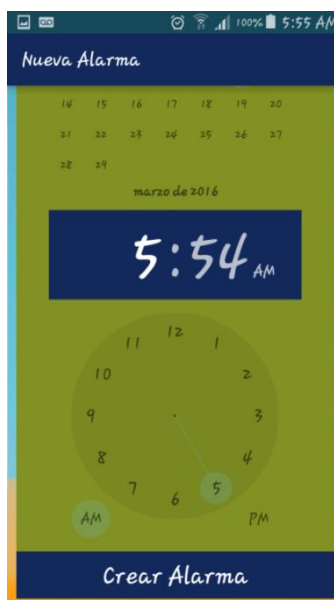 100% 5:55 AM
Nueva Alarma
14 15 16 17 18 19 20
21 22 23 24 25 26 27
28 29
marzo de 2016
5:54 AM
12
11 1
10 2
9 3
8 4
7 5
6
AM PM
Crear Alarma